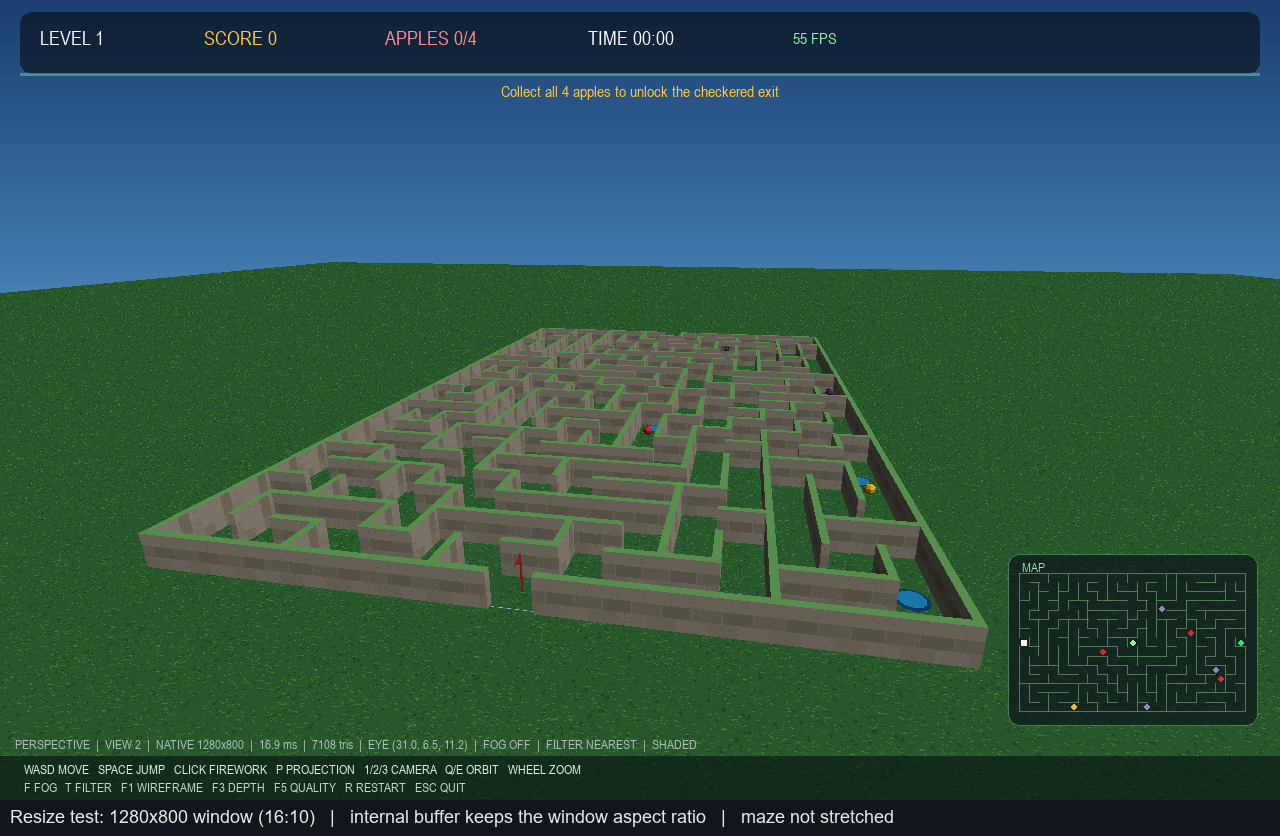 LEVEL 1 SCORE 0 APPLES 0/4 TIME 00:00 55 FPS
Collect all 4 apples to unlock the checkered exit
MAP
PERSPECTIVE | VIEW 2 | NATIVE 1280x800 | 16.9 ms | 7108 tris | EYE (31.0, 6.5, 11.2) | FOG OFF | FILTER NEAREST | SHADED
WASD MOVE SPACE JUMP CLICK FIREWORK P PROJECTION 1/2/3 CAMERA Q/E ORBIT WHEEL ZOOM
F FOG T FILTER F1 WIREFRAME F3 DEPTH F5 QUALITY R RESTART ESC QUIT
Resize test: 1280x800 window (16:10) | internal buffer keeps the window aspect ratio | maze not stretched